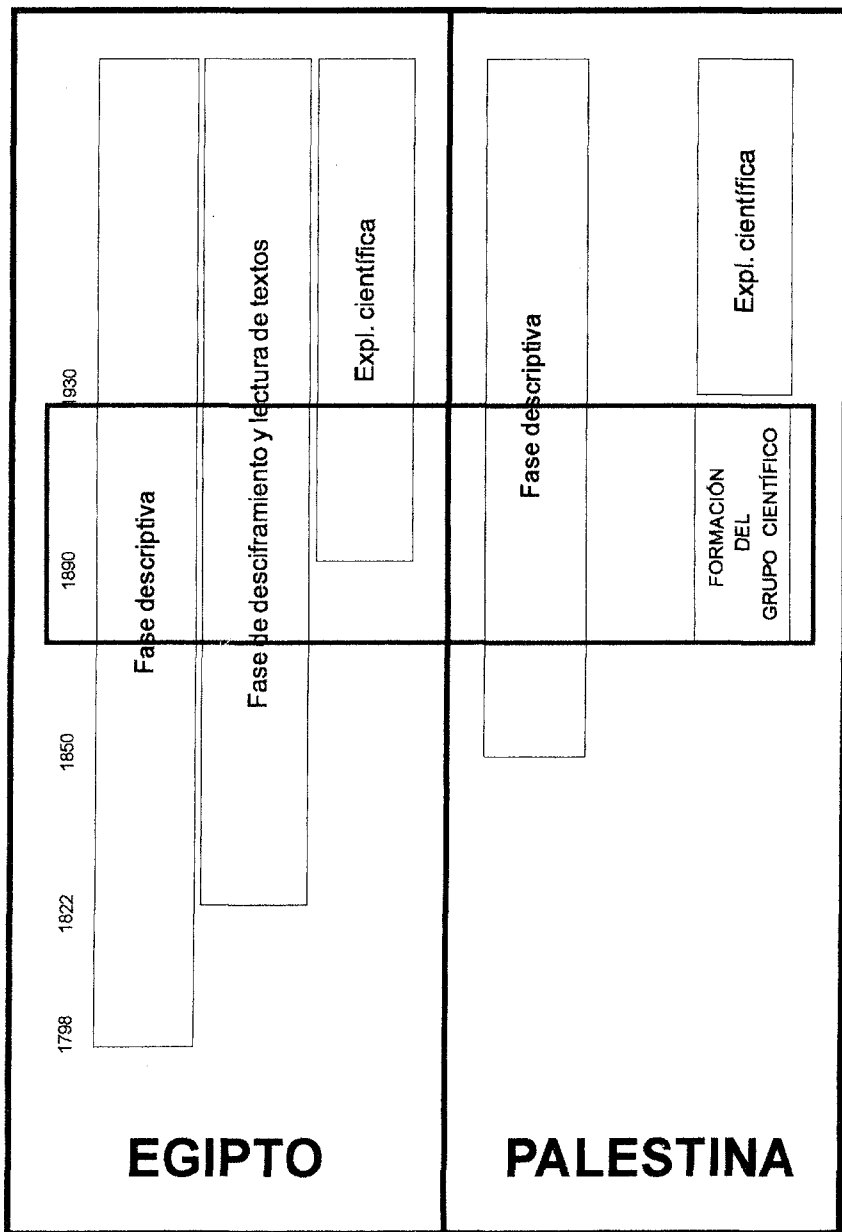 1798
1822
1850
1890
1930
Fase descriptiva
Fase de desciframiento y lectura de textos
Expl. científica
EGIPTO
Fase descriptiva
FORMACIÓN
DEL
GRUPO CIENTÍFICO
Expl. científica
PALESTINA